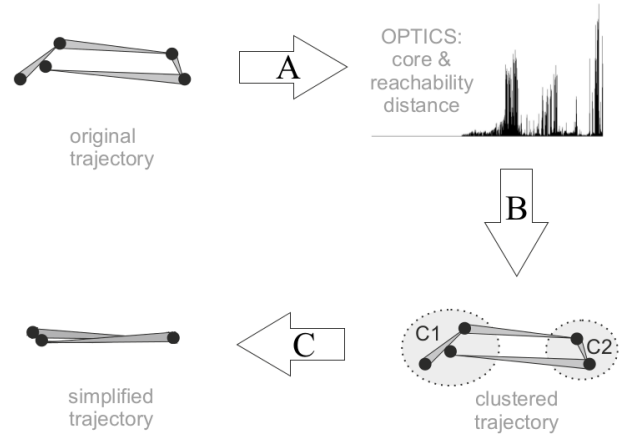 A
OPTICS:
core &
reachability
distance
original
trajectory
B
C
C1
C2
simplified
trajectory
clustered
trajectory